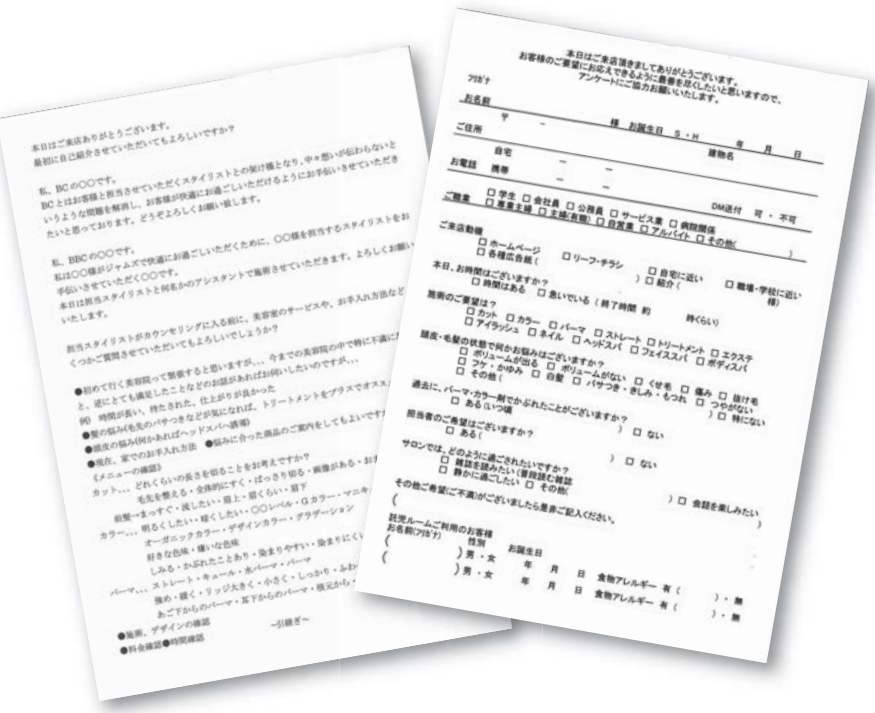 本日はご来店ありがとうございます。
最初に自己紹介させていただいてもよろしいですか?
私、BCの〇〇です。
BCとはお客様と担当させていただくスタイリストとの架け橋となり、中々想いが伝わらないと
いうような問題を解消し、お客様が快適にお過ごしいただけるようにお手伝いさせていただき
たいと思っております。どうぞよろしくお願い致します。
私、BBCの〇〇です。
私は〇〇様がジャムズで快適にお過ごしいただくために、〇〇様を担当するスタイリストをお
手伝いさせていただく〇〇です。
本日は担当スタイリストと何名かのアシスタントで施術させていただきます。よろしくお願い
いたします。
担当スタイリストがカウンセリングに入る前に、美容室のサービスや、お手入れ方法など
くつかご質問させていただいてもよろしいでしょうか?
●初めて行く美容院って緊張すると思いますが、、、今までの美容院の中で特に不満に
と、逆にとても満足したことなどのお話があればお伺いしたいのですが、、、
例) 時間が長い、待たされた、仕上がりが良かった
●髪の悩み(毛先のパサつきなどが気になれば、トリートメントをプラスでオスス
●頭皮の悩み(何かあればヘッドスパへ誘導)
●現在、家でのお手入れ方法 ●悩みに合った商品のご案内をしてもよいですか
《メニューの確認》
カット、、、どれくらいの長さを切ることをお考えですか?
毛先を整える・全体的にすく・ばっさり切る・画像がある・おま
前髪→まっすぐ・流したい・眉上・眉くらい・眉下
カラー、、、明るくしたい・暗くしたい・〇〇レベル・Gカラー・マニキ
オーガニックカラー・デザインカラー・グラデーション
好きな色味・嫌いな色味
しみる・かぶれたことあり・染まりやすい・染まりにくい
パーマ、、、ストレート・キュール・水パーマ・パーマ
強め・緩く・リッジ大きく・小さく・しっかり・ふわ
あご下からのパーマ・耳下からのパーマ・根元から・
●施術、デザインの確認 ～引継ぎ～
●料金確認●時間確認
本日はご来店頂きましてありがとうございます。
お客様のご要望にお応えできるように最善を尽くしたいと思いますので、
アンケートにご協力お願いいたします。
フリガナ
お名前 様 お誕生日 S・H 年 月 日
ご住所 〒 － 建物名
お電話 自宅 － －
携帯 － － DM送付 可・不可
ご職業 □学生 □会社員 □公務員 □サービス業 □病院関係
□専業主婦 □主婦(有職) □自営業 □アルバイト □その他( )
ご来店動機
□ホームページ □リーフ・チラシ □自宅に近い □職場・学校に近い
□各種広告紙( ) □紹介( 様)
本日、お時間はございますか?
□時間はある □急いでいる(終了時間 約 時くらい)
施術のご要望は?
□カット □カラー □パーマ □ストレート □トリートメント □エクステ
□アイラッシュ □ネイル □ヘッドスパ □フェイススパ □ボディスパ
頭皮・毛髪の状態で何かお悩みはございますか?
□ボリュームが出る □ボリュームがない □くせ毛 □傷み □抜け毛
□フケ・かゆみ □白髪 □パサつき・きしみ・もつれ □つやがない
□その他( ) □特にない
過去に、パーマ・カラー剤でかぶれたことがございますか?
□ある(いつ頃 ) □ない
担当者のご希望はございますか?
□ある( ) □ない
サロンでは、どのように過ごされたいですか?
□雑誌を読みたい(普段読む雑誌 ) □会話を楽しみたい
□静かに過ごしたい □その他( )
その他ご希望(ご不満)がございましたら是非ご記入ください。
(
託児ルームご利用のお客様
お名前(フリガナ) 性別 お誕生日
( )男・女 年 月 日 食物アレルギー 有( )・無
( )男・女 年 月 日 食物アレルギー 有( )・無